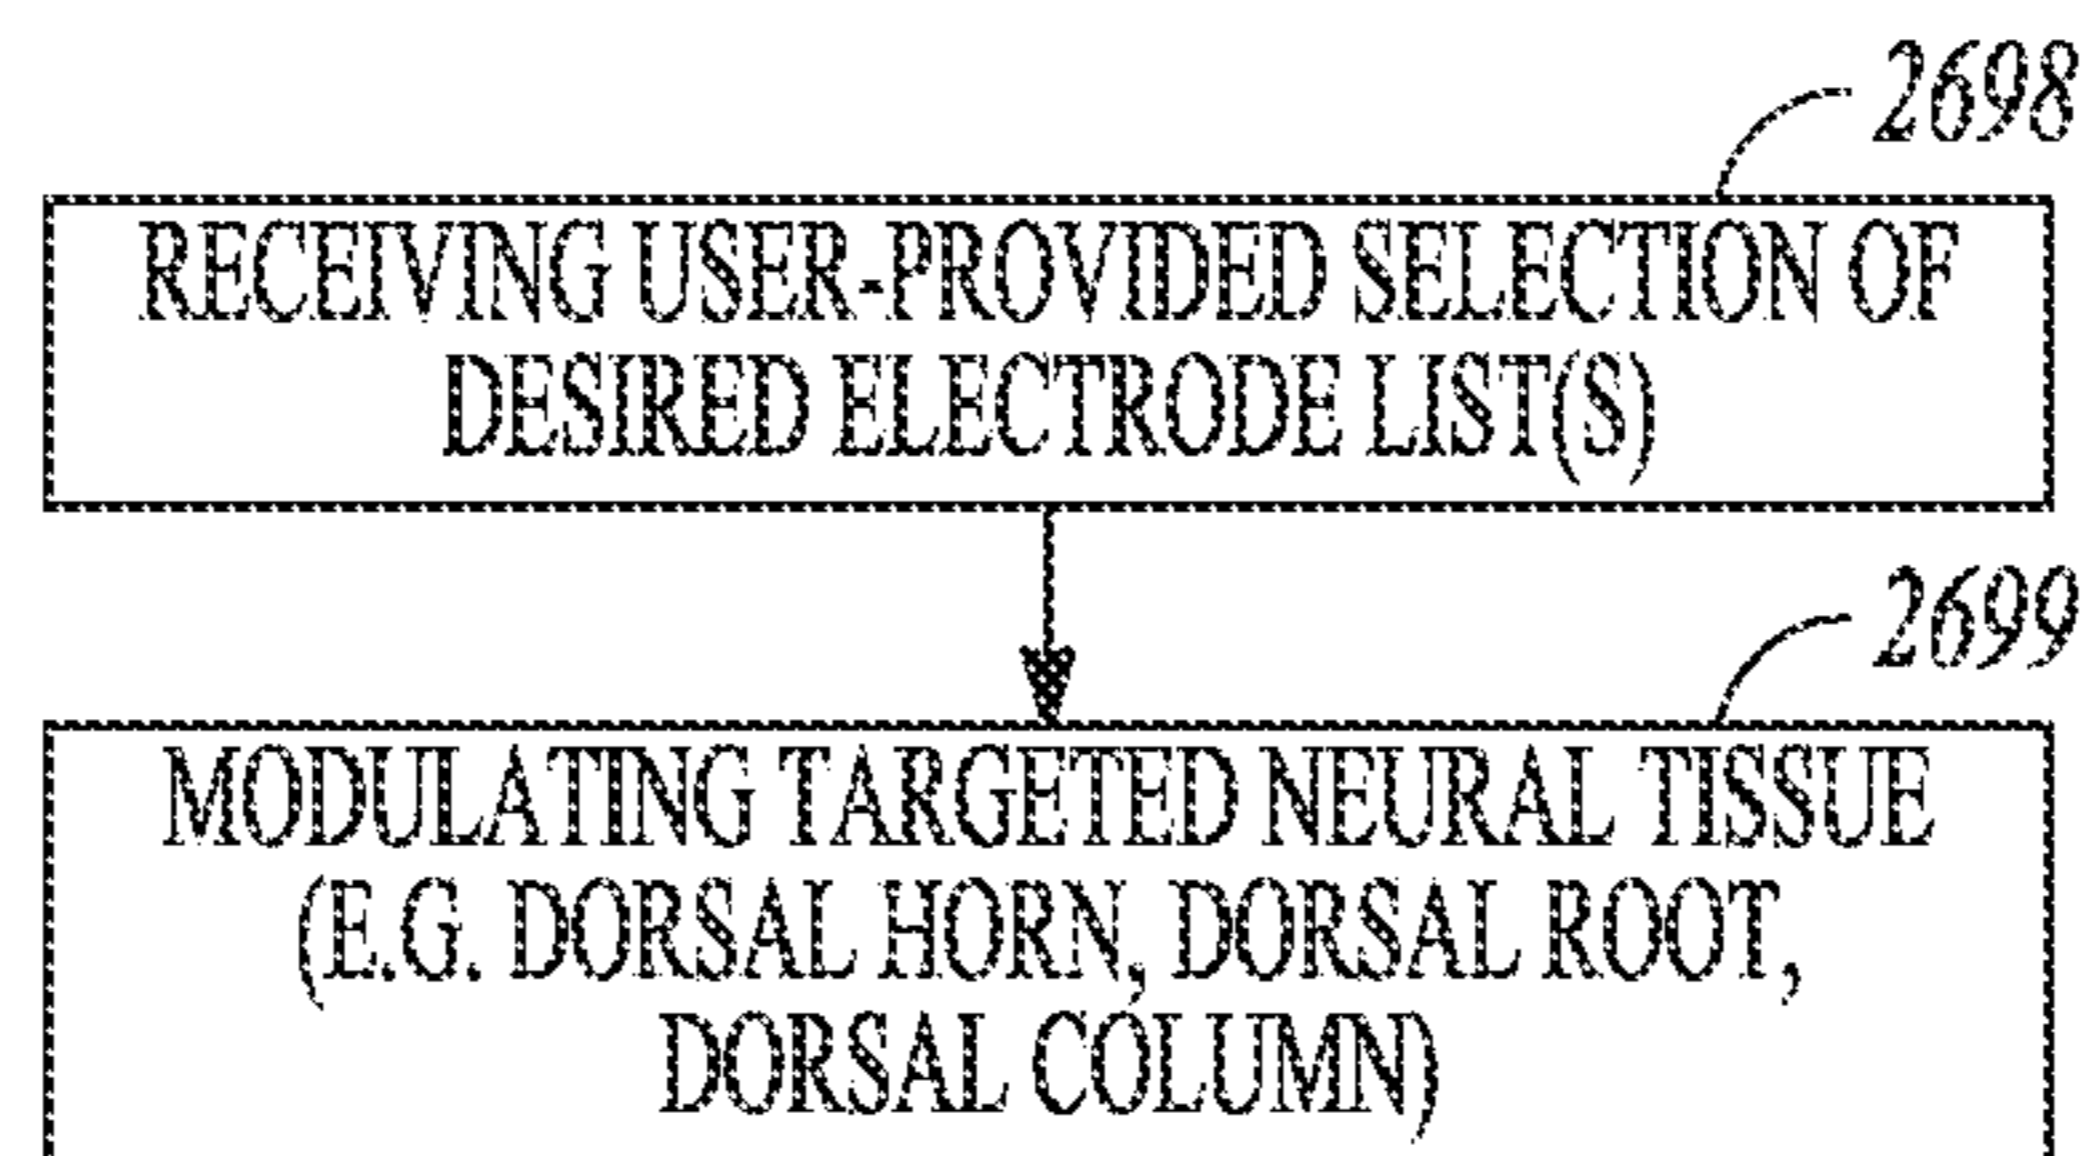 2698
RECEIVING USER-PROVIDED SELECTION OF
DESIRED ELECTRODE LIST(S)
2699
MODULATING TARGETED NEURAL TISSUE
(E.G. DORSAL HORN, DORSAL ROOT,
DORSAL COLUMN)